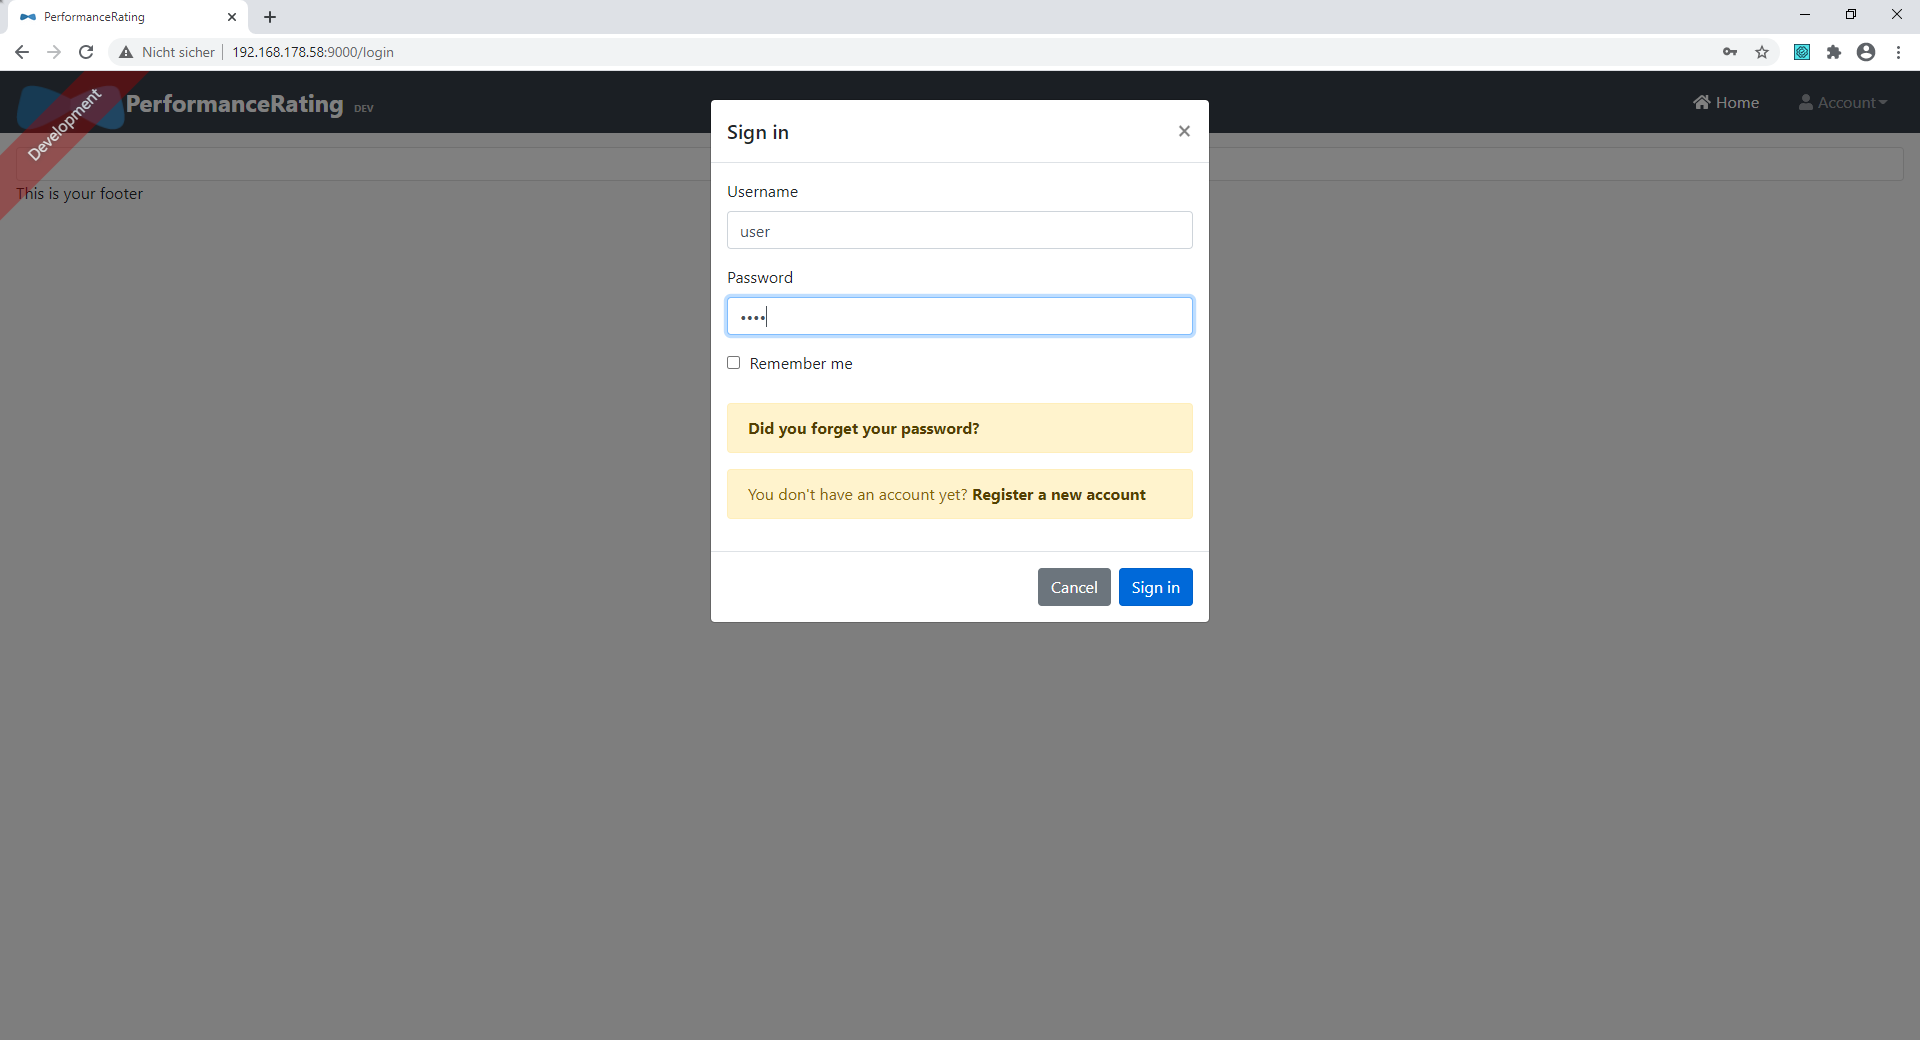 PerformanceRating
Nicht sicher
192.168.178.58:9000/login
Development
PerformanceRating DEV
Home
Account
This is your footer
Sign in
Username
user
Password
••••
Remember me
Did you forget your password?
You don't have an account yet? Register a new account
Cancel
Sign in